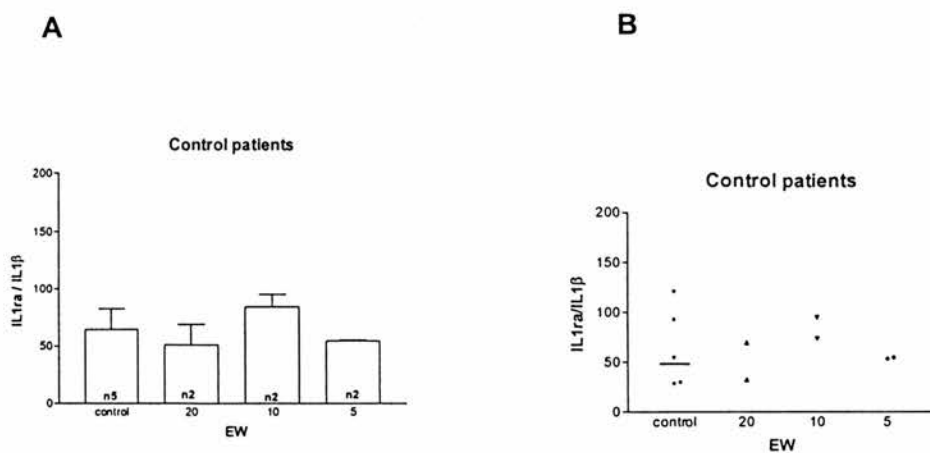 A
Control patients
200
150
100
50
0
IL1ra / IL1β
n5 n2 n2 n2
control 20 10 5
EW
B
Control patients
200
150
100
50
0
IL1ra/IL1β
control 20 10 5
EW